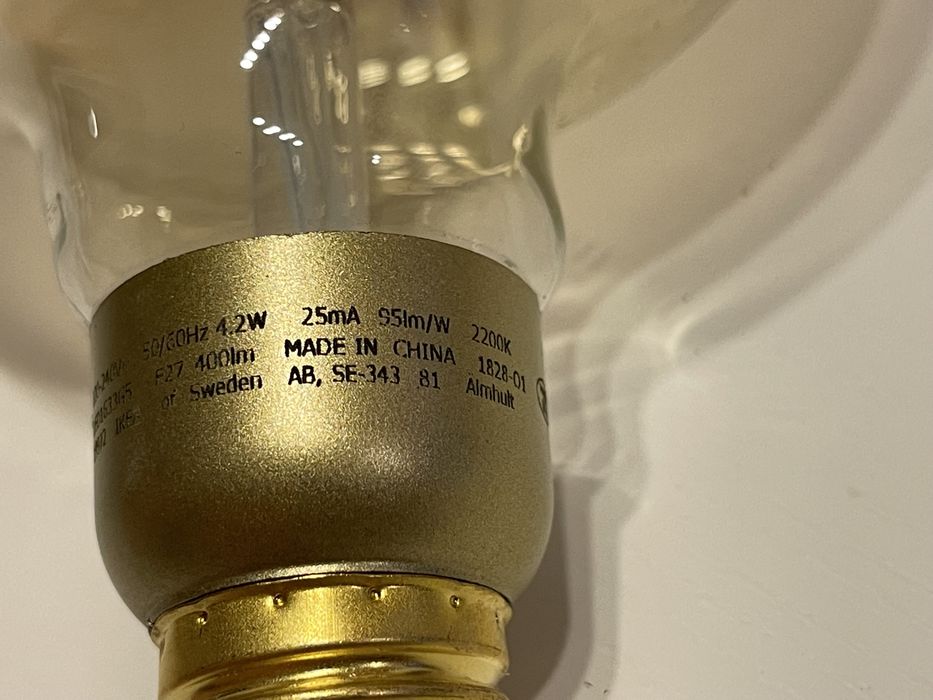 50/60Hz 4.2W 25mA 95lm/W 2200K
E27 400lm MADE IN CHINA 1828-01
IKEA of Sweden AB, SE-343 81 Älmhult